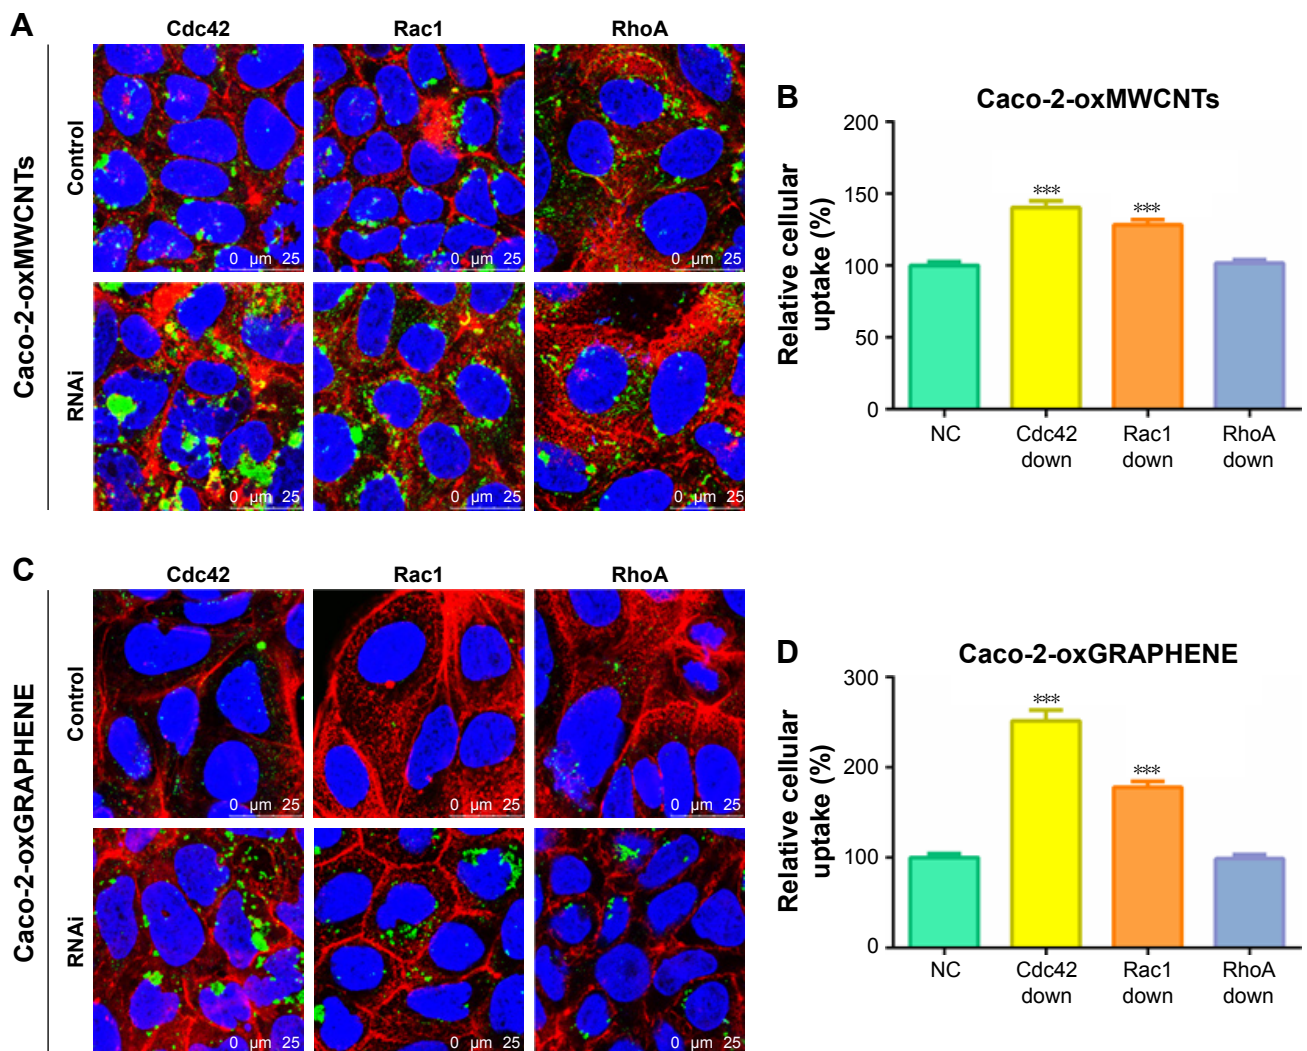 A
Cdc42 Rac1 RhoA
Caco-2-oxMWCNTs
Control
0 µm 25 0 µm 25 0 µm 25
RNAi
0 µm 25 0 µm 25 0 µm 25
B
Caco-2-oxMWCNTs
Relative cellular
uptake (%)
200
150
100
50
0
*** ***
NC Cdc42 Rac1 RhoA
down down down
C
Cdc42 Rac1 RhoA
Caco-2-oxGRAPHENE
Control
0 µm 25 0 µm 25 0 µm 25
RNAi
0 µm 25 0 µm 25 0 µm 25
D
Caco-2-oxGRAPHENE
Relative cellular
uptake (%)
300
200
100
0
*** ***
NC Cdc42 Rac1 RhoA
down down down